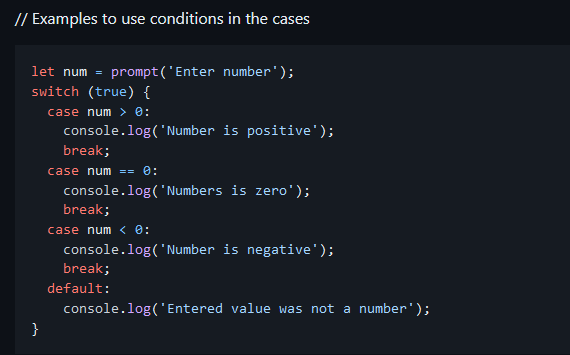 // Examples to use conditions in the cases
let num = prompt('Enter number');
switch (true) {
  case num > 0:
    console.log('Number is positive');
    break;
  case num == 0:
    console.log('Numbers is zero');
    break;
  case num < 0:
    console.log('Number is negative');
    break;
  default:
    console.log('Entered value was not a number');
}